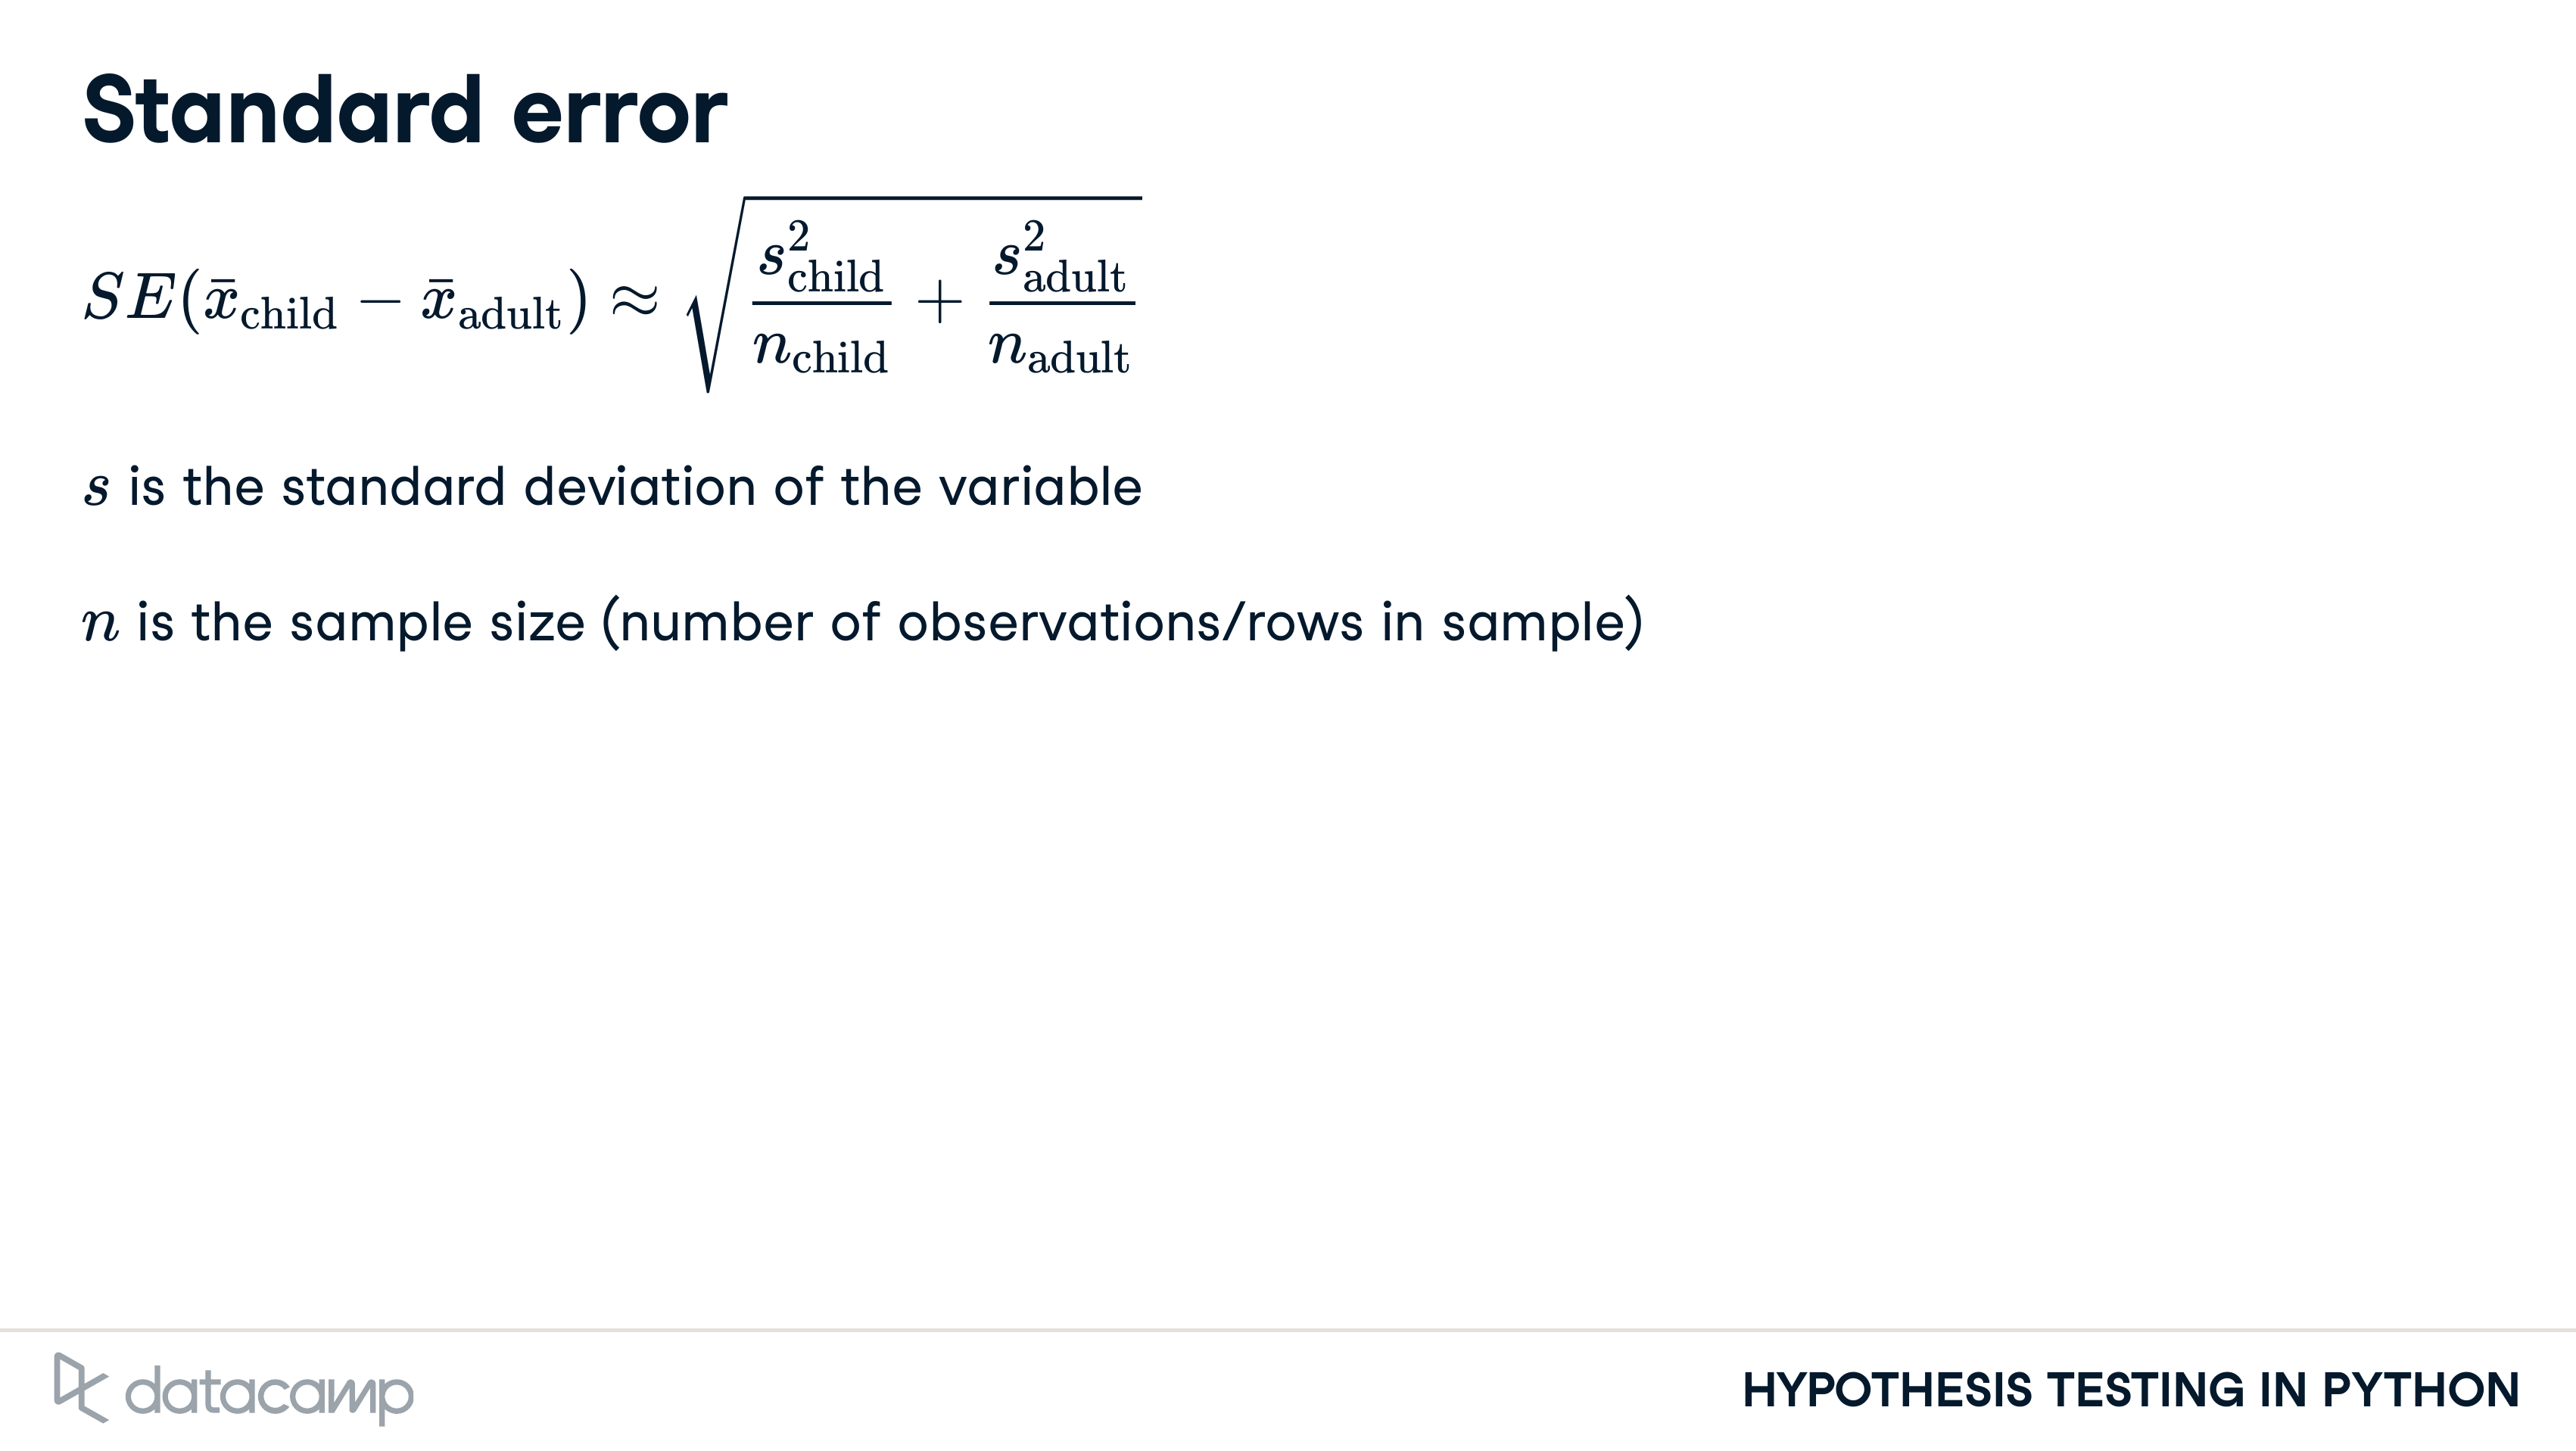 Standard error
$SE(\bar{x}_{\text{child}} - \bar{x}_{\text{adult}}) \approx \sqrt{\dfrac{s^2_{\text{child}}}{n_{\text{child}}} + \dfrac{s^2_{\text{adult}}}{n_{\text{adult}}}}$
s is the standard deviation of the variable
n is the sample size (number of observations/rows in sample)
datacamp
HYPOTHESIS TESTING IN PYTHON